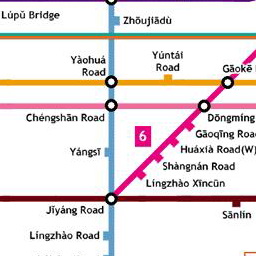 Lúpǔ Bridge
Zhōujiādù
Yàohuá
Road
Yúntái
Road
Gāokē
Chéngshān Road
Dōngmíng
Gāoqīng Road
6
Huáxià Road(W)
Yángsī
Shàngnán Road
Língzhào Xīncūn
Jīyáng Road
Sānlín
Língzhào Road